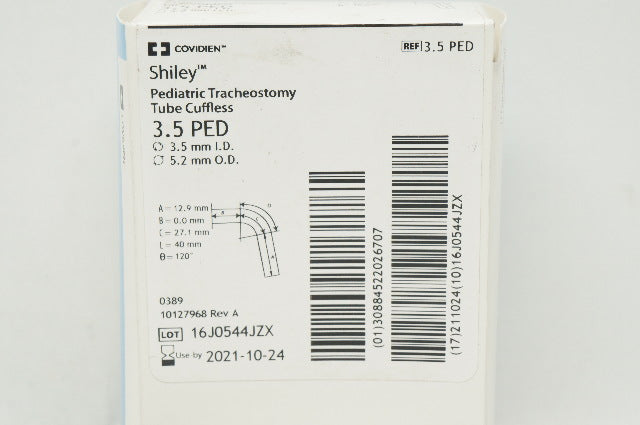 COVIDIEN™
REF 3.5 PED
Shiley™
Pediatric Tracheostomy
Tube Cuffless
3.5 PED
3.5 mm I.D.
5.2 mm O.D.
A = 12.9 mm
B = 0.0 mm
C = 27.1 mm
L = 40 mm
θ = 120°
0389
10127968 Rev A
LOT 16J0544JZX
Use-by 2021-10-24
(01)30884522026707
(17)211024(10)16J0544JZX